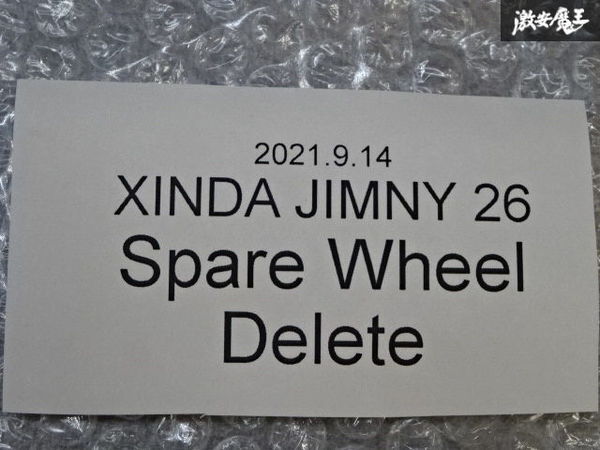 激安魔王
2021.9.14
XINDA JIMNY 26
Spare Wheel
Delete